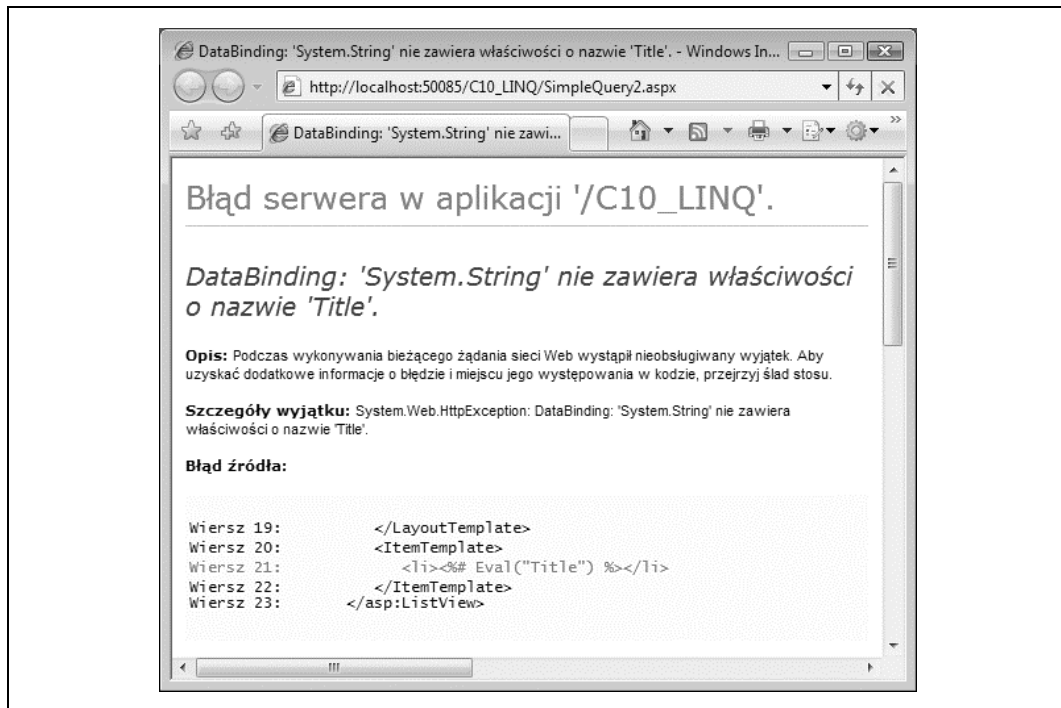 DataBinding: 'System.String' nie zawiera właściwości o nazwie 'Title'. - Windows In...
http://localhost:50085/C10_LINQ/SimpleQuery2.aspx
DataBinding: 'System.String' nie zawi...
Błąd serwera w aplikacji '/C10_LINQ'.
DataBinding: 'System.String' nie zawiera właściwości
o nazwie 'Title'.
Opis: Podczas wykonywania bieżącego żądania sieci Web wystąpił nieobsługiwany wyjątek. Aby
uzyskać dodatkowe informacje o błędzie i miejscu jego występowania w kodzie, przejrzyj ślad stosu.
Szczegóły wyjątku: System.Web.HttpException: DataBinding: 'System.String' nie zawiera
właściwości o nazwie 'Title'.
Błąd źródła:
Wiersz 19: </LayoutTemplate>
Wiersz 20: <ItemTemplate>
Wiersz 21: <li><%# Eval("Title") %></li>
Wiersz 22: </ItemTemplate>
Wiersz 23: </asp:ListView>